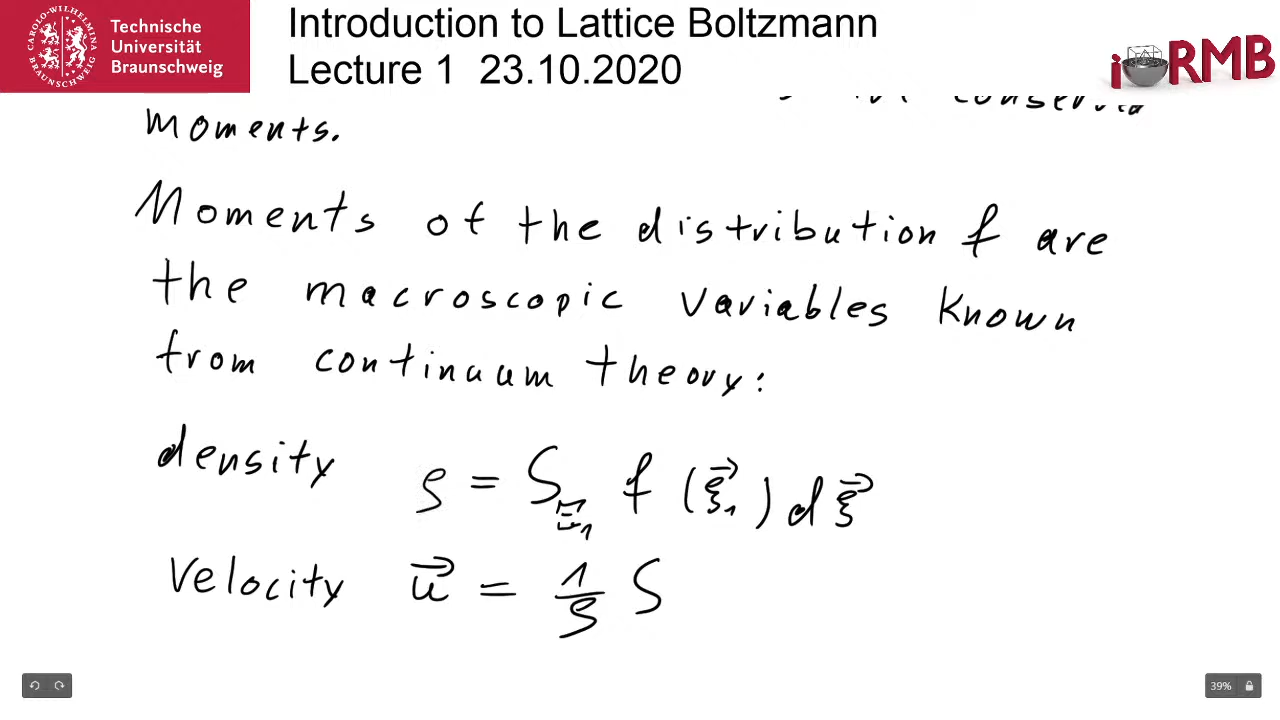 Technische
Universität
Braunschweig
Introduction to Lattice Boltzmann
Lecture 1 23.10.2020
iRMB
moments.
Moments of the distribution f are
the macroscopic variables known
from continuum theory:
density ρ = ∫_Ξ₁ f (ξ⃗₁) dξ⃗
Velocity u⃗ = 1/ρ ∫
39%